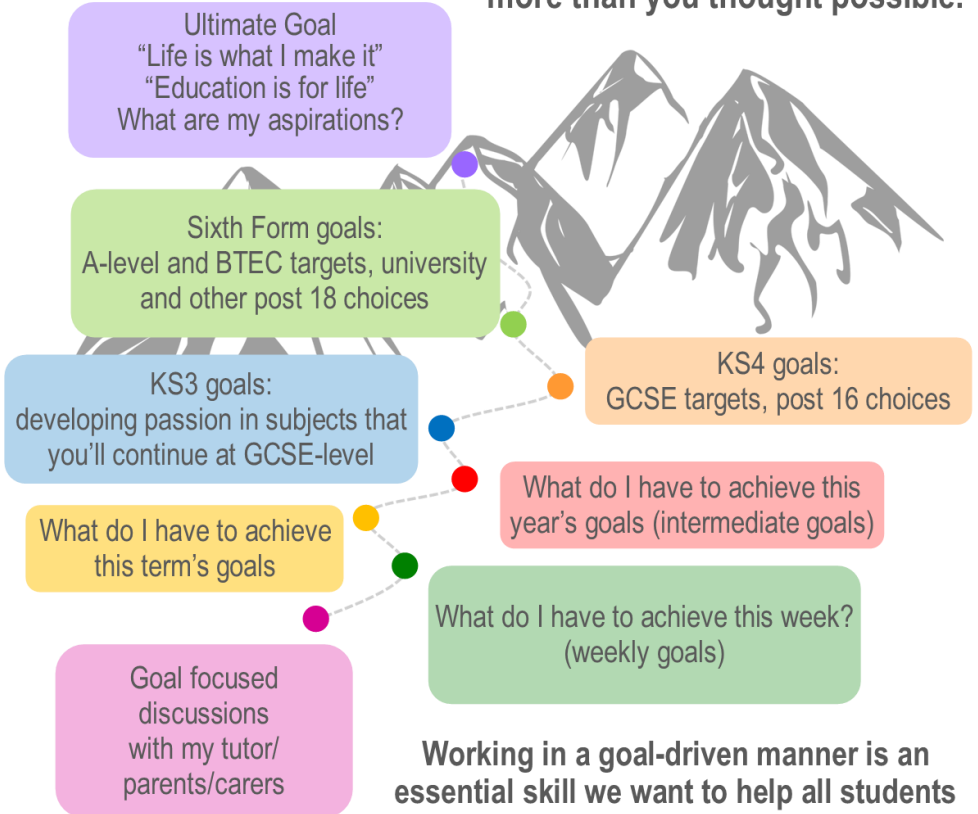 more than you thought possible.
Ultimate Goal
“Life is what I make it”
“Education is for life”
What are my aspirations?
Sixth Form goals:
A-level and BTEC targets, university
and other post 18 choices
KS4 goals:
GCSE targets, post 16 choices
KS3 goals:
developing passion in subjects that
you’ll continue at GCSE-level
What do I have to achieve this
year’s goals (intermediate goals)
What do I have to achieve
this term’s goals
What do I have to achieve this week?
(weekly goals)
Goal focused
discussions
with my tutor/
parents/carers
Working in a goal-driven manner is an
essential skill we want to help all students